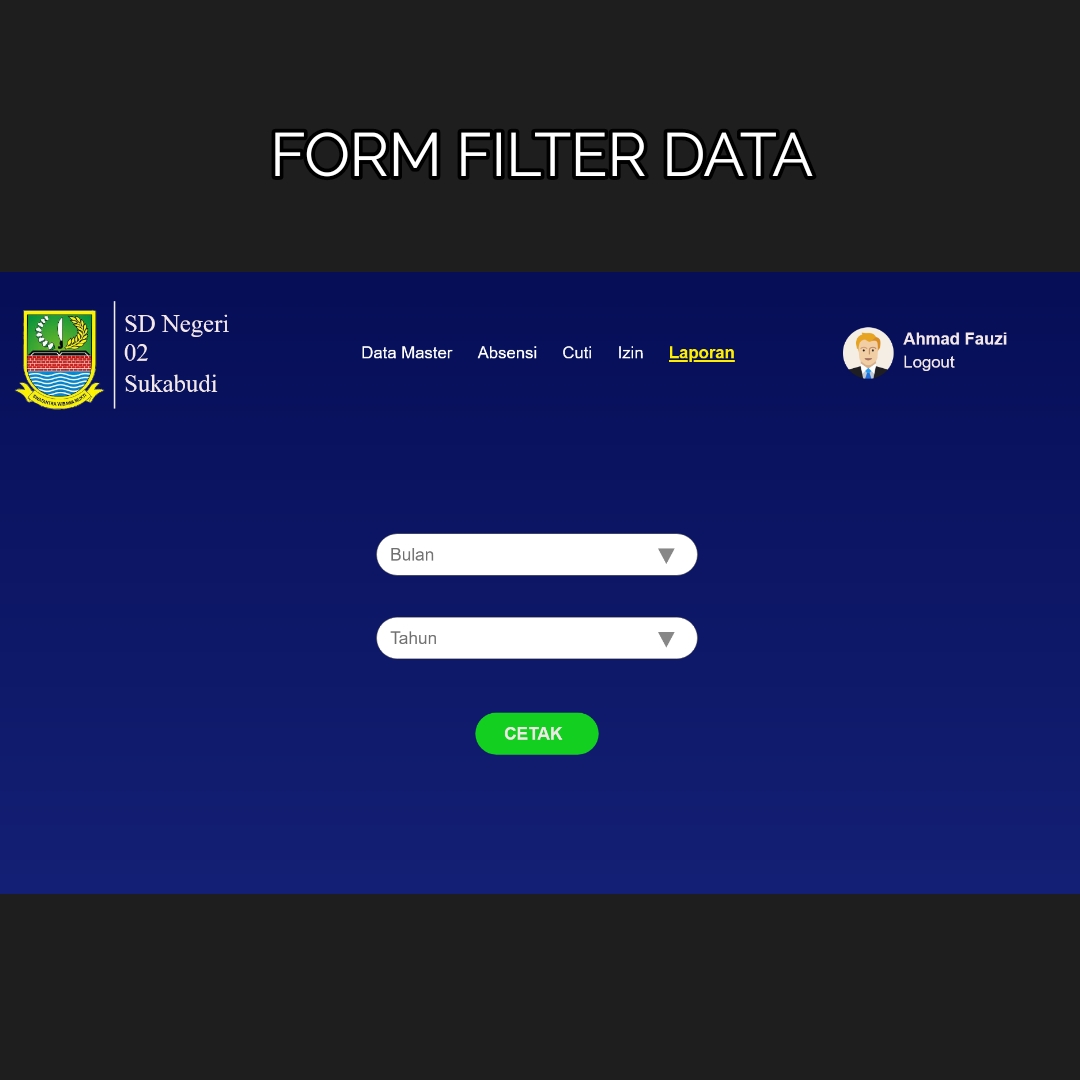 FORM FILTER DATA
SD Negeri
02
Sukabudi
Data Master Absensi Cuti Izin Laporan
Ahmad Fauzi
Logout
Bulan
Tahun
CETAK